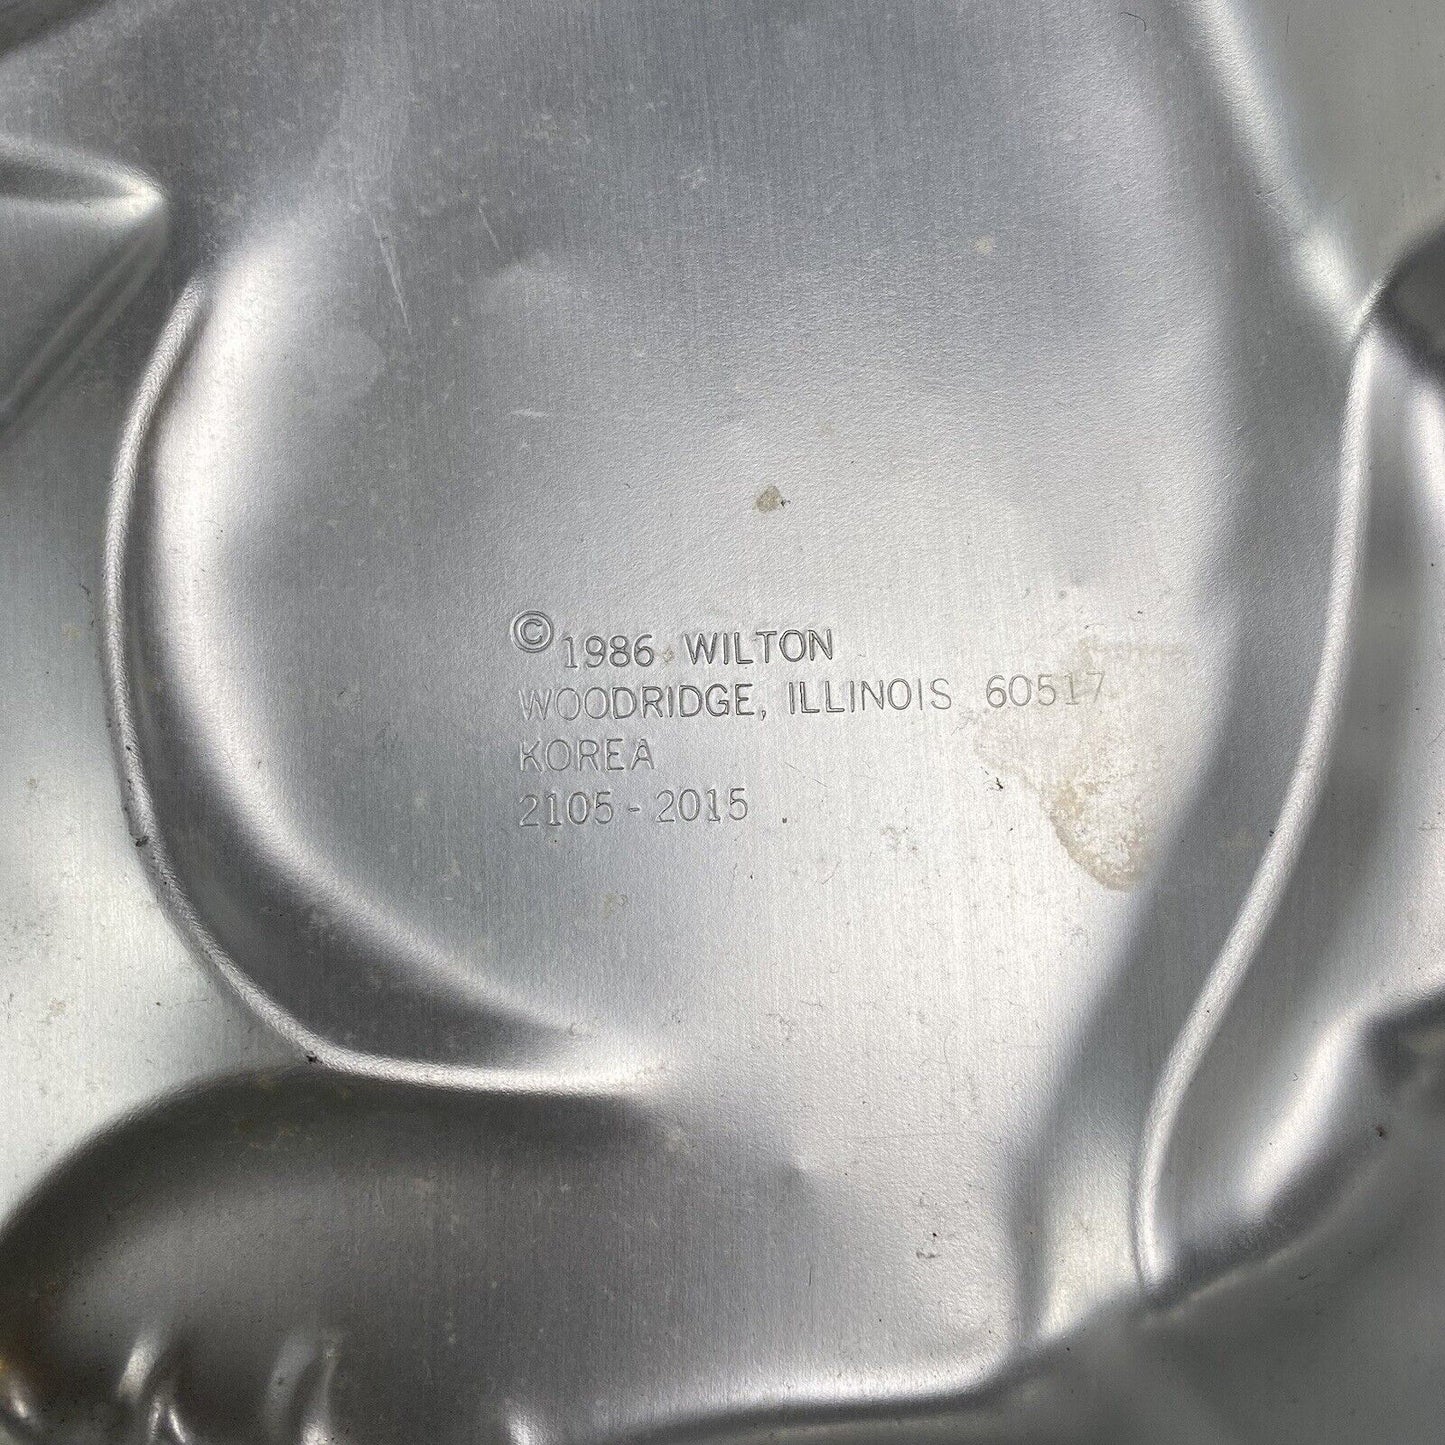 © 1986 WILTON
WOODRIDGE, ILLINOIS 60517
KOREA
2105-2015